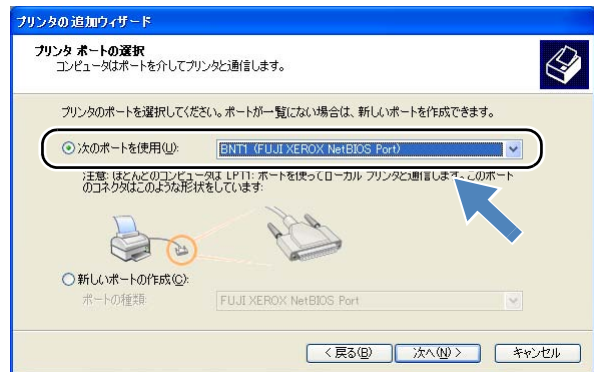 プリンタの追加ウィザード
プリンタ ポートの選択
コンピュータはポートを介してプリンタと通信します。
プリンタのポートを選択してください。ポートが一覧にない場合は、新しいポートを作成できます。
次のポートを使用(U):
BNT1 (FUJI XEROX NetBIOS Port)
注意: ほとんどのコンピュータは LPT1: ポートを使ってローカル プリンタと通信します。このポート
のコネクタはこのような形状をしています:
新しいポートの作成(C):
ポートの種類:
FUJI XEROX NetBIOS Port
< 戻る(B)
次へ(N) >
キャンセル